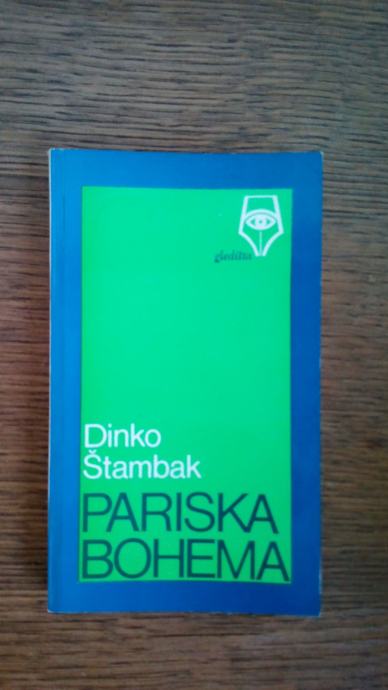 gledišta
Dinko
Štambak
PARISKA
BOHEMA